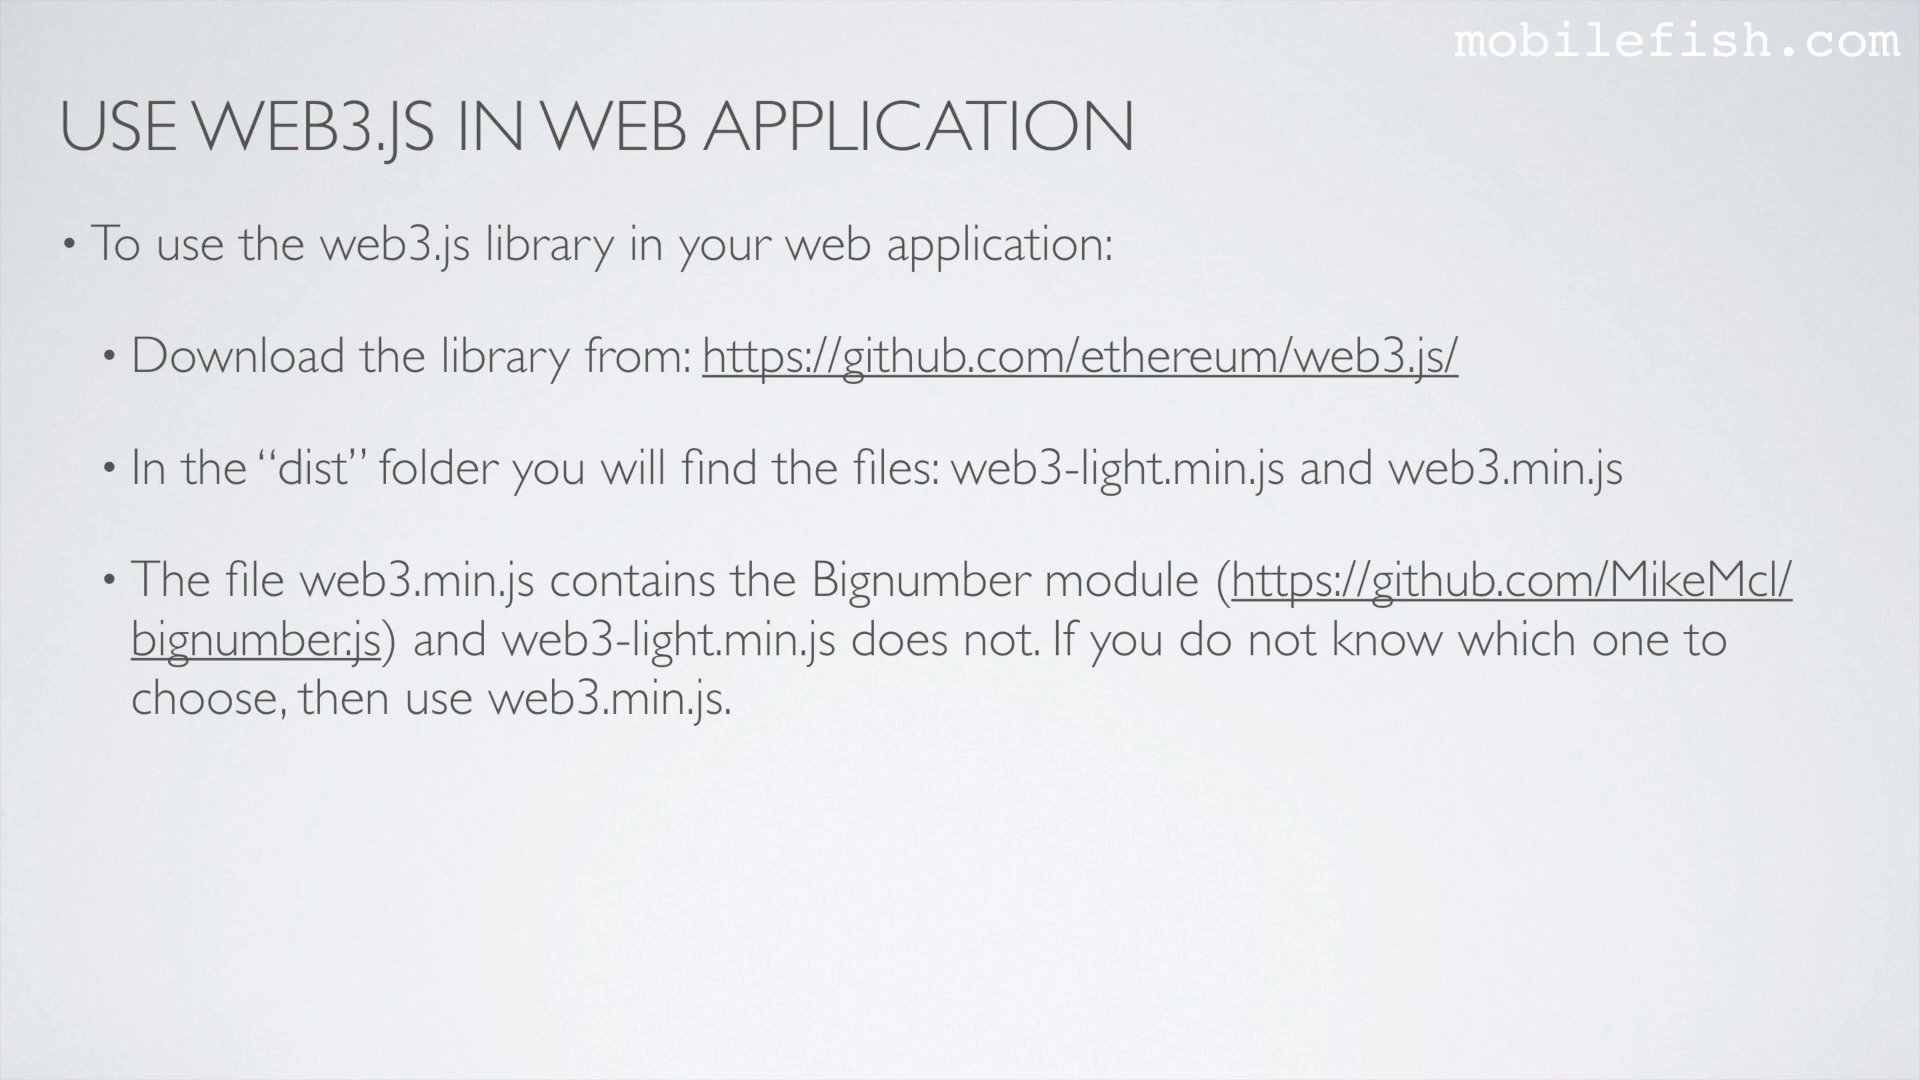 mobilefish.com
USE WEB3.JS IN WEB APPLICATION
• To use the web3.js library in your web application:
• Download the library from: https://github.com/ethereum/web3.js/
• In the “dist” folder you will find the files: web3-light.min.js and web3.min.js
• The file web3.min.js contains the Bignumber module (https://github.com/MikeMcl/
bignumber.js) and web3-light.min.js does not. If you do not know which one to
choose, then use web3.min.js.